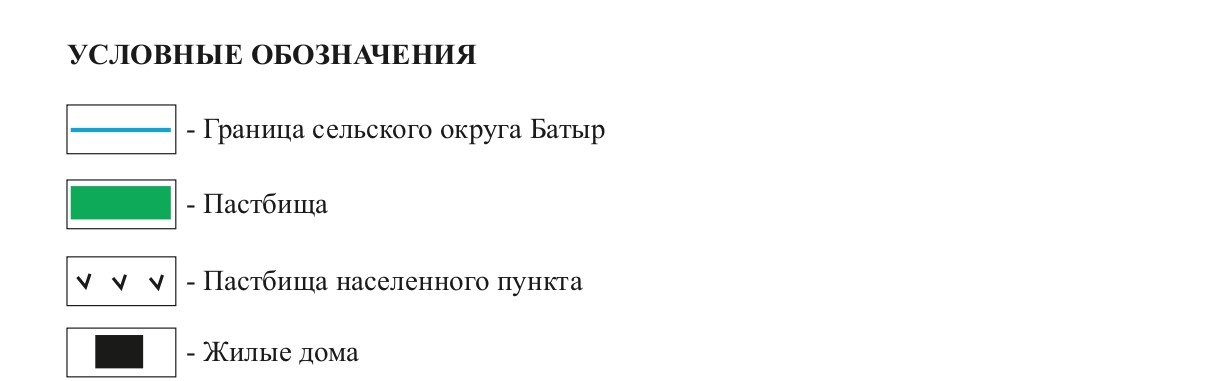 УСЛОВНЫЕ ОБОЗНАЧЕНИЯ
- Граница сельского округа Батыр
- Пастбища
- Пастбища населенного пункта
- Жилые дома